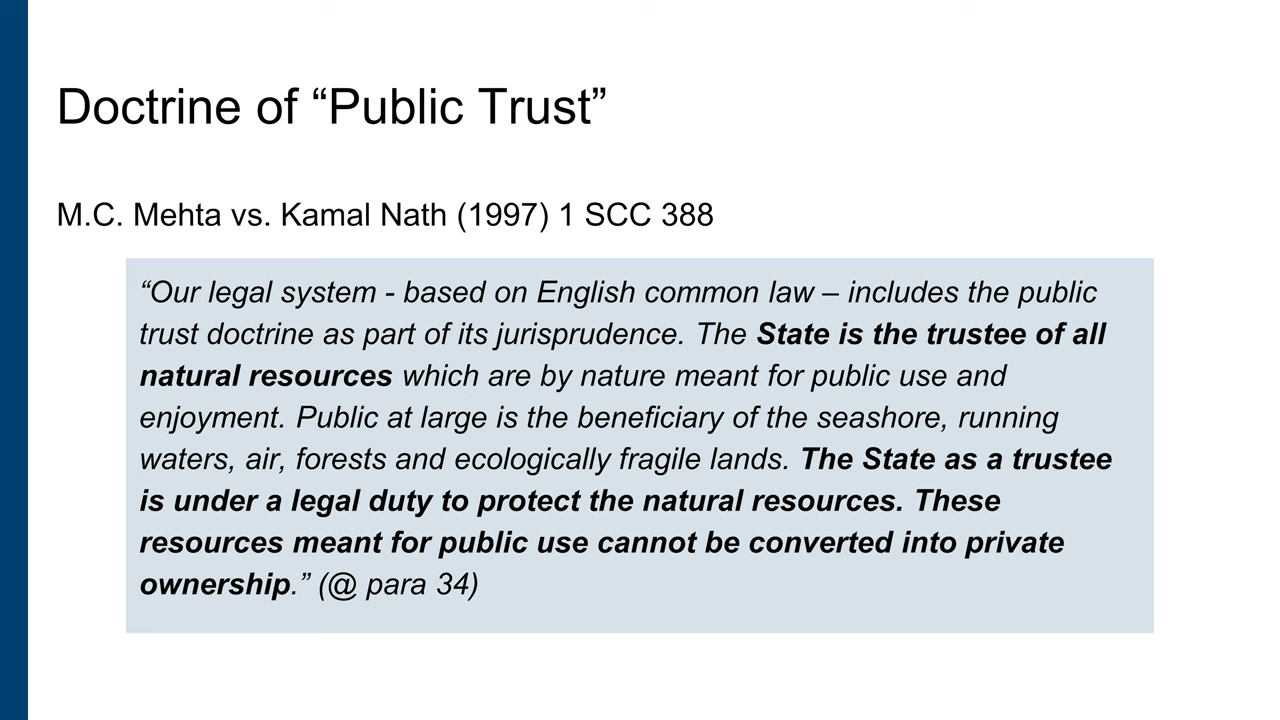 Doctrine of “Public Trust”
M.C. Mehta vs. Kamal Nath (1997) 1 SCC 388
“Our legal system - based on English common law – includes the public
trust doctrine as part of its jurisprudence. The State is the trustee of all
natural resources which are by nature meant for public use and
enjoyment. Public at large is the beneficiary of the seashore, running
waters, air, forests and ecologically fragile lands. The State as a trustee
is under a legal duty to protect the natural resources. These
resources meant for public use cannot be converted into private
ownership.” (@ para 34)